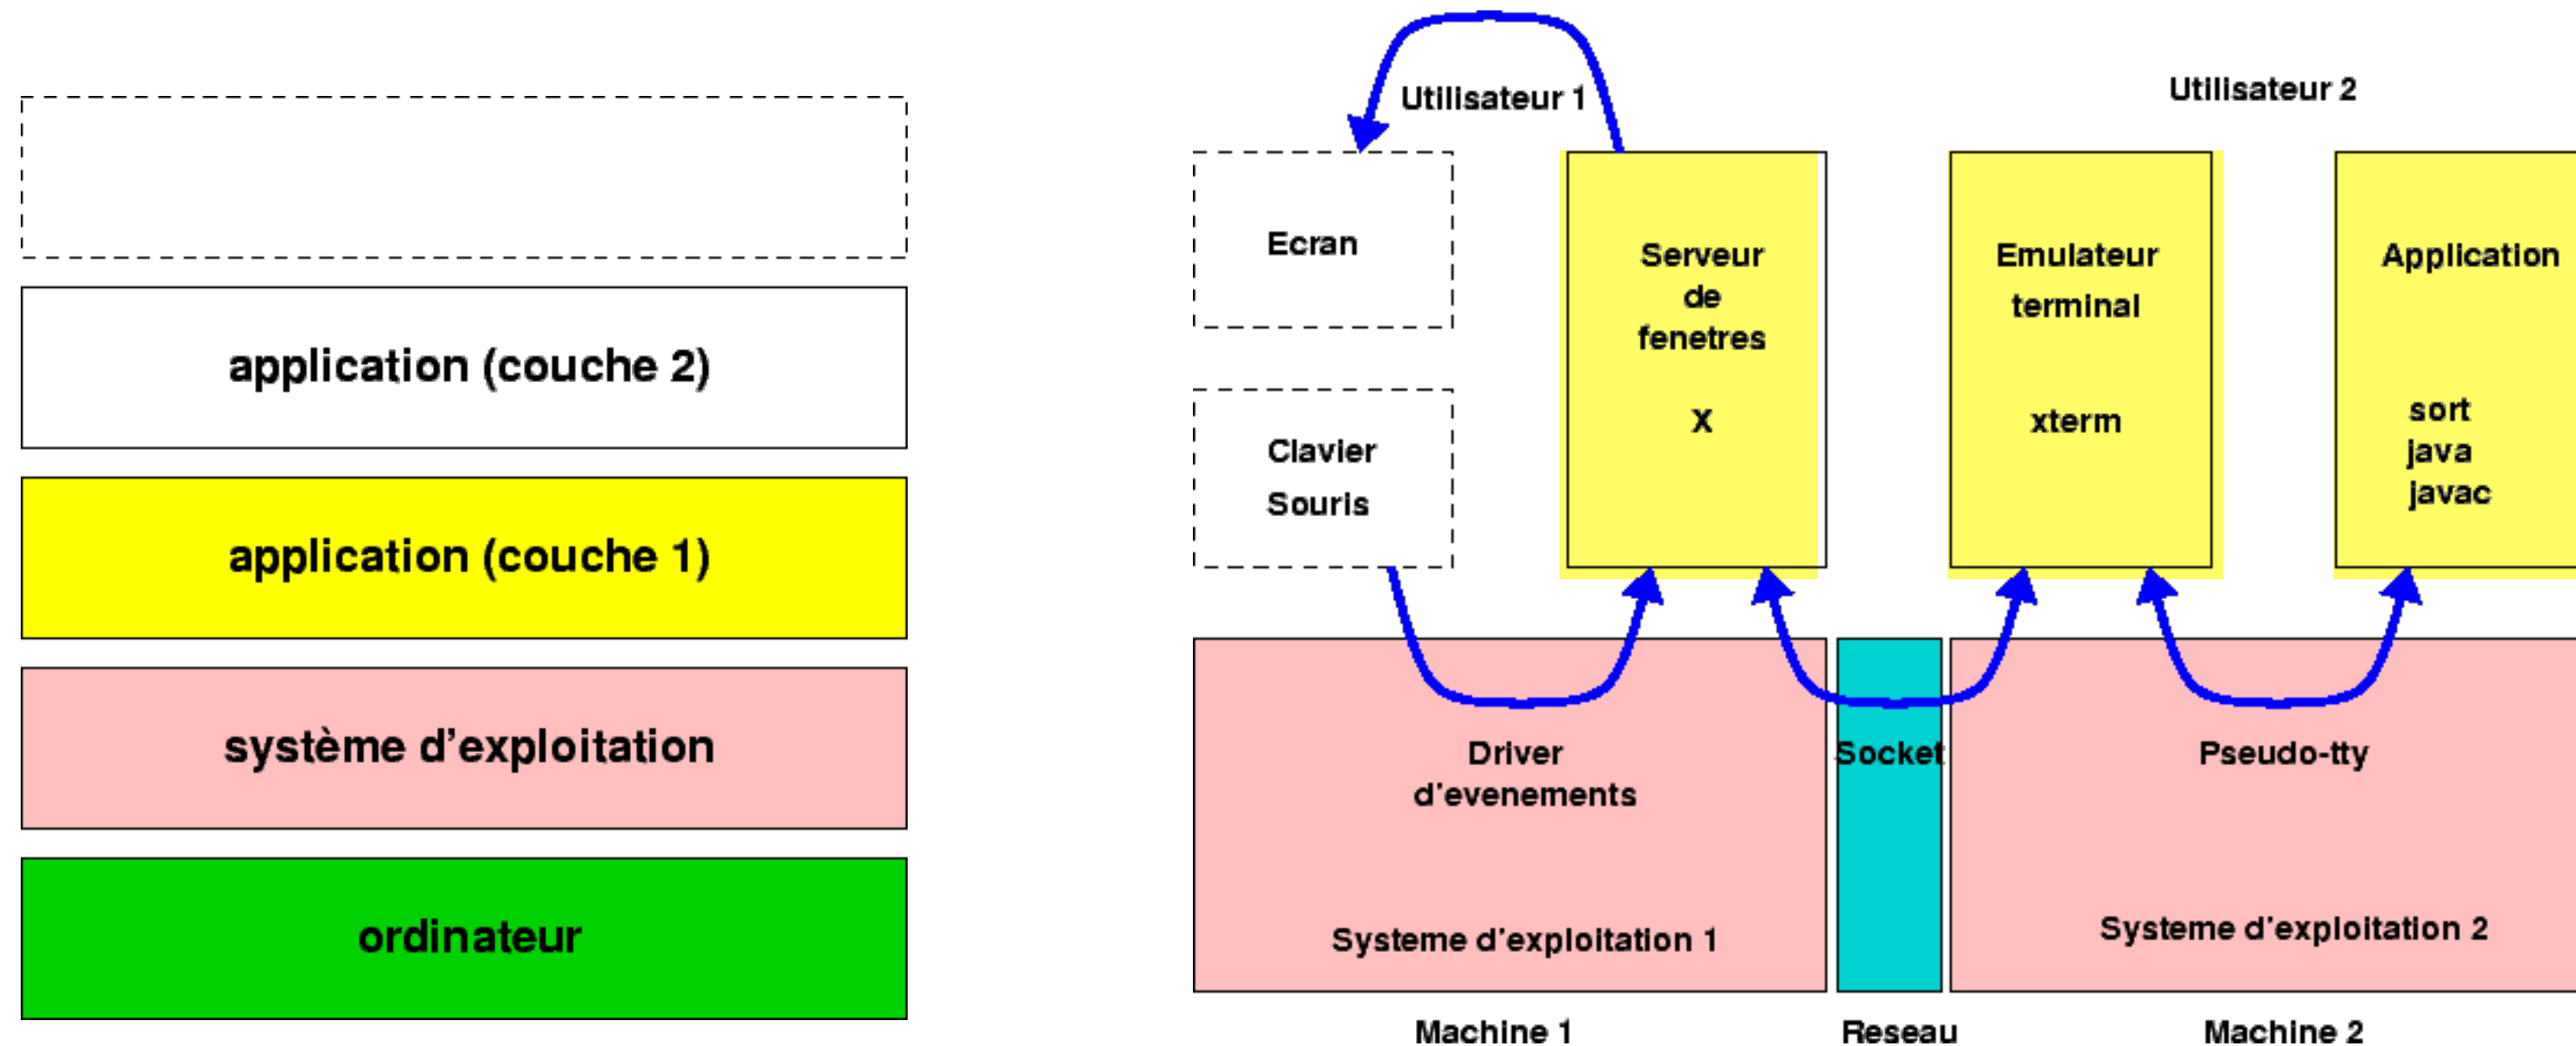 application (couche 2)
application (couche 1)
système d'exploitation
ordinateur
Utilisateur 1
Utilisateur 2
Ecran
Clavier
Souris
Serveur
de
fenetres
X
Emulateur
terminal
xterm
Application
sort
java
javac
Driver
d'evenements
Socket
Pseudo-tty
Systeme d'exploitation 1
Systeme d'exploitation 2
Machine 1
Reseau
Machine 2